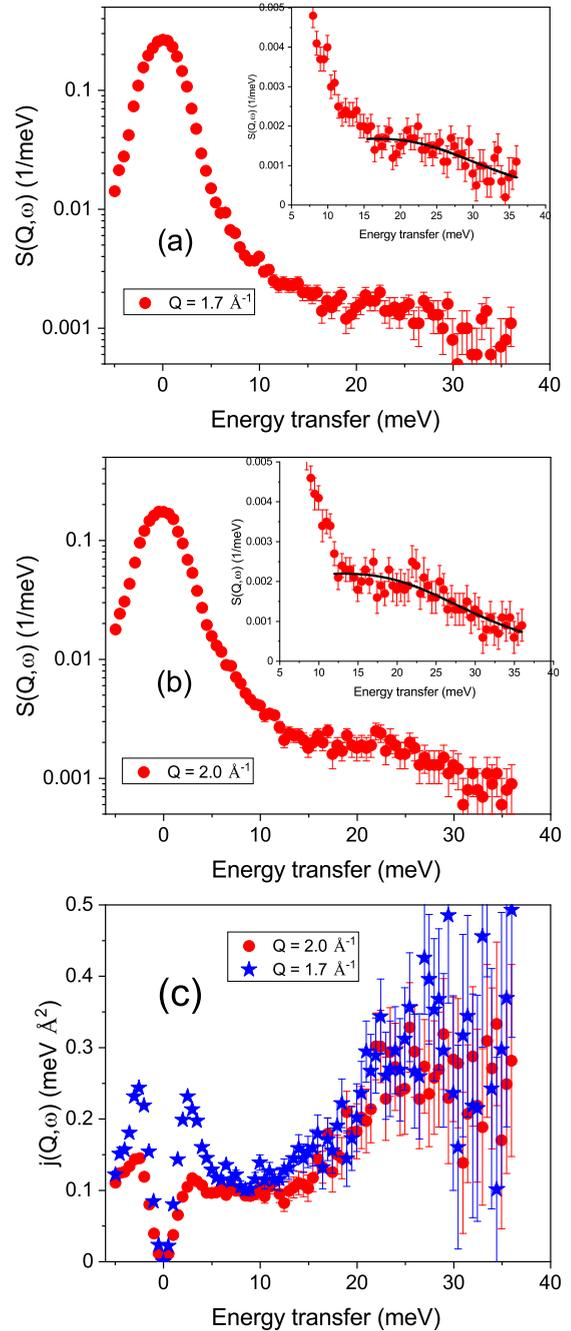 0.1
0.01
0.001
S(Q,ω) (1/meV)
(a)
Q = 1.7 Å⁻¹
0 10 20 30 40
Energy transfer (meV)
0.005
0.004
0.003
0.002
0.001
0
S(Q,ω) (1/meV)
5 10 15 20 25 30 35 40
Energy transfer (meV)
0.1
0.01
0.001
S(Q,ω) (1/meV)
(b)
Q = 2.0 Å⁻¹
0 10 20 30 40
Energy transfer (meV)
0.005
0.004
0.003
0.002
0.001
0
S(Q,ω) (1/meV)
5 10 15 20 25 30 35 40
Energy transfer (meV)
0.5
0.4
0.3
0.2
0.1
0
j(Q,ω) (meV Å²)
(c)
Q = 2.0 Å⁻¹
Q = 1.7 Å⁻¹
0 10 20 30 40
Energy transfer (meV)